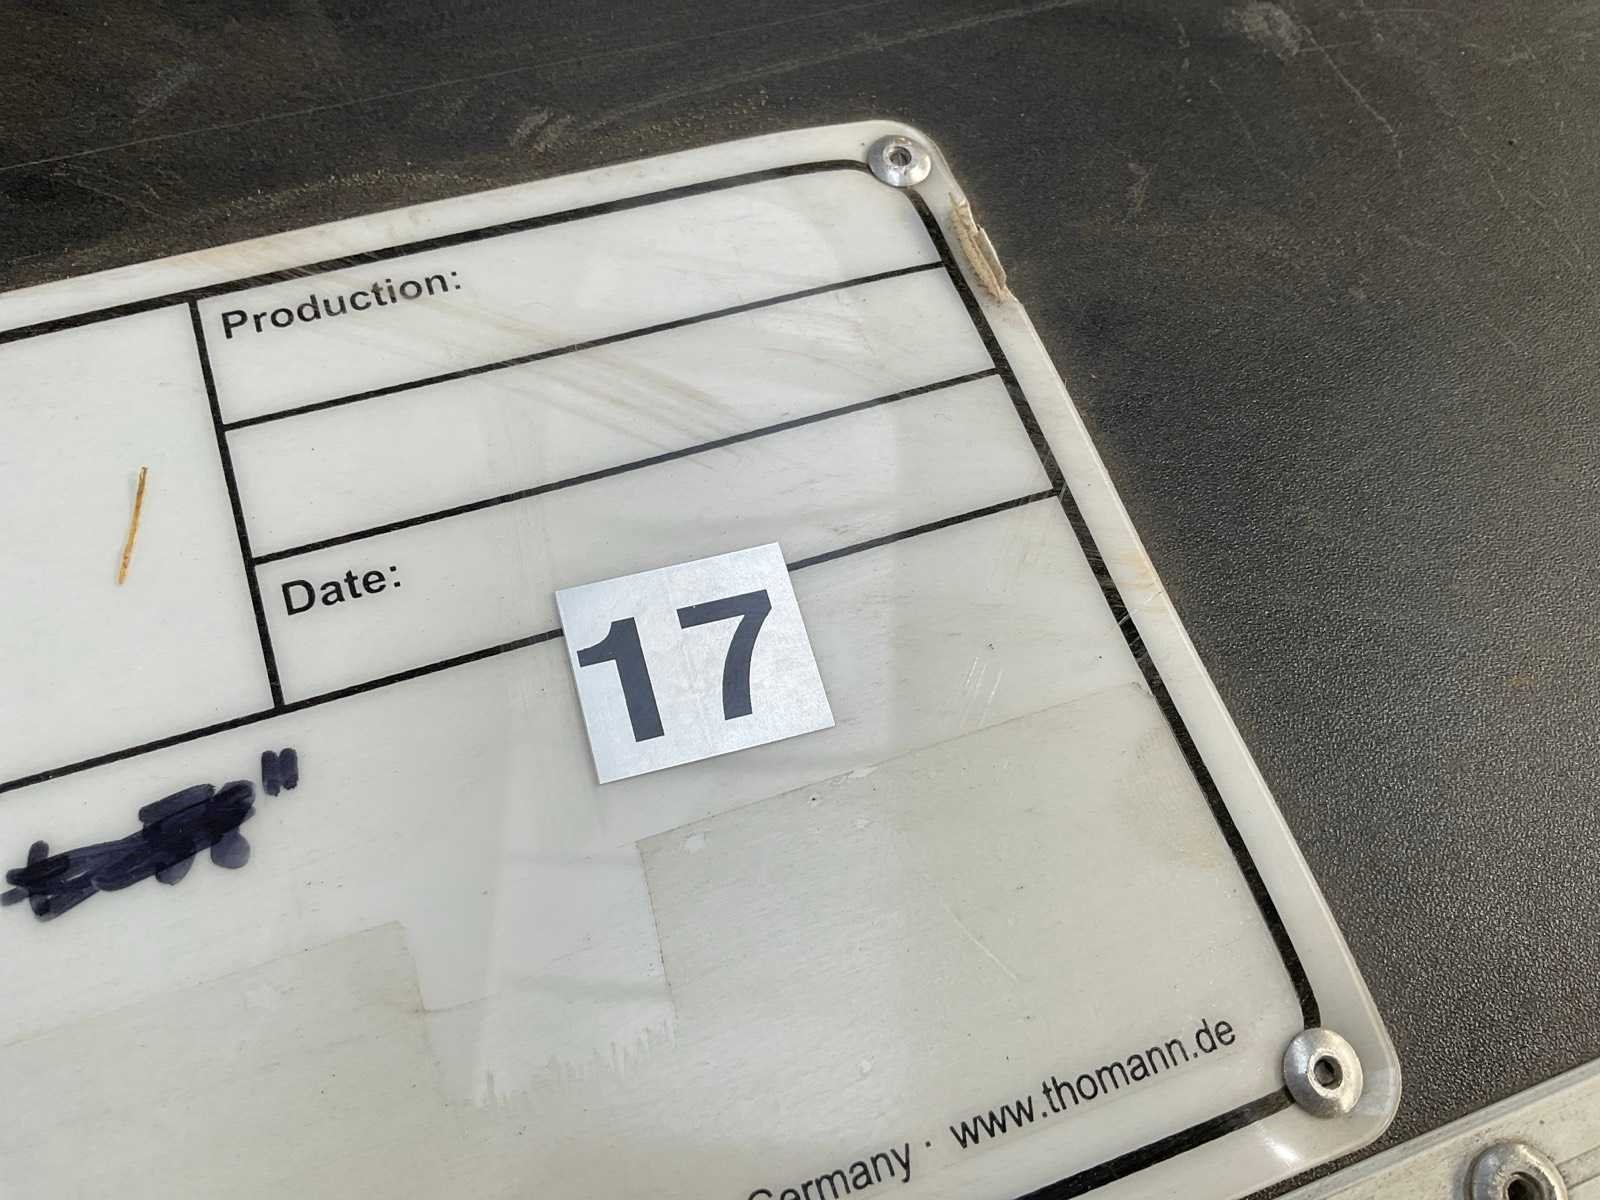 Production:
Date:
17
Germany · www.thomann.de